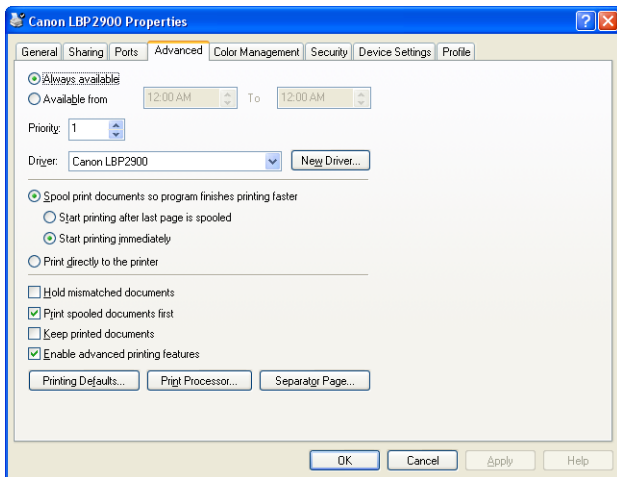 Canon LBP2900 Properties
General Sharing Ports Advanced Color Management Security Device Settings Profile
Always available
Available from 12:00 AM To 12:00 AM
Priority: 1
Driver: Canon LBP2900 New Driver...
Spool print documents so program finishes printing faster
Start printing after last page is spooled
Start printing immediately
Print directly to the printer
Hold mismatched documents
Print spooled documents first
Keep printed documents
Enable advanced printing features
Printing Defaults... Print Processor... Separator Page...
OK Cancel Apply Help